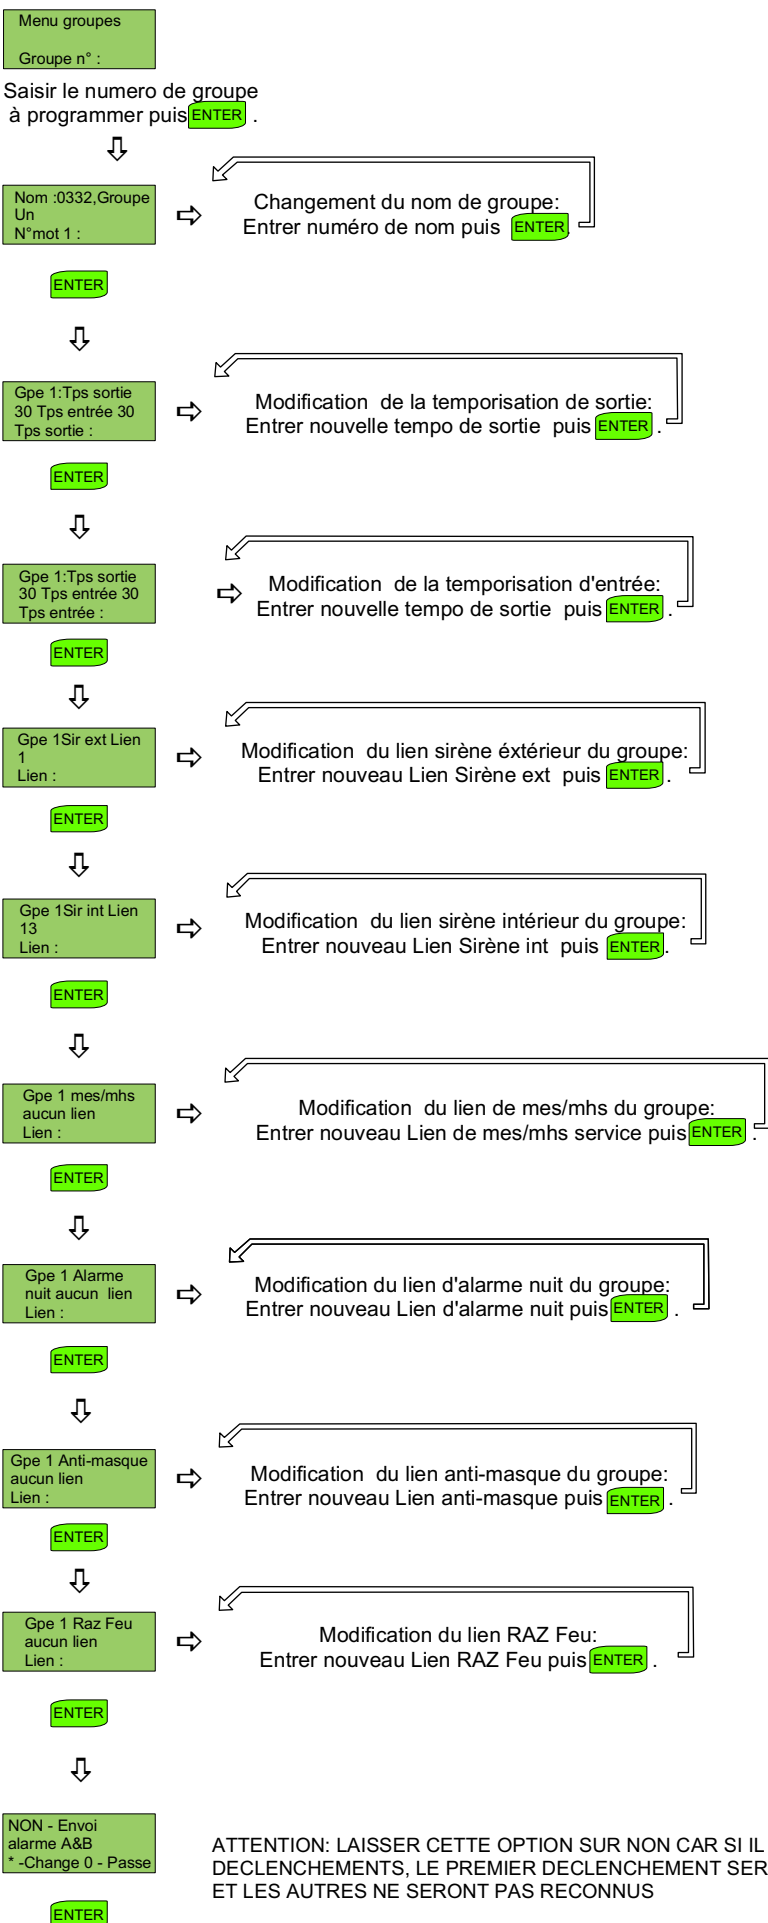 Menu groupes
Groupe n° :
Saisir le numero de groupe
à programmer puis ENTER .
Nom :0332,Groupe
Un
N°mot 1 :
Changement du nom de groupe:
Entrer numéro de nom puis ENTER.
ENTER
Gpe 1:Tps sortie
30 Tps entrée 30
Tps sortie :
Modification de la temporisation de sortie:
Entrer nouvelle tempo de sortie puis ENTER .
ENTER
Gpe 1:Tps sortie
30 Tps entrée 30
Tps entrée :
Modification de la temporisation d'entrée:
Entrer nouvelle tempo de sortie puis ENTER .
ENTER
Gpe 1Sir ext Lien
1
Lien :
Modification du lien sirène éxtérieur du groupe:
Entrer nouveau Lien Sirène ext puis ENTER .
ENTER
Gpe 1Sir int Lien
13
Lien :
Modification du lien sirène intérieur du groupe:
Entrer nouveau Lien Sirène int puis ENTER.
ENTER
Gpe 1 mes/mhs
aucun lien
Lien :
Modification du lien de mes/mhs du groupe:
Entrer nouveau Lien de mes/mhs service puis ENTER .
ENTER
Gpe 1 Alarme
nuit aucun lien
Lien :
Modification du lien d'alarme nuit du groupe:
Entrer nouveau Lien d'alarme nuit puis ENTER .
ENTER
Gpe 1 Anti-masque
aucun lien
Lien :
Modification du lien anti-masque du groupe:
Entrer nouveau Lien anti-masque puis ENTER .
ENTER
Gpe 1 Raz Feu
aucun lien
Lien :
Modification du lien RAZ Feu:
Entrer nouveau Lien RAZ Feu puis ENTER .
ENTER
NON - Envoi
alarme A&B
* -Change 0 - Passe
ATTENTION: LAISSER CETTE OPTION SUR NON CAR SI IL
DECLENCHEMENTS, LE PREMIER DECLENCHEMENT SER
ET LES AUTRES NE SERONT PAS RECONNUS
ENTER